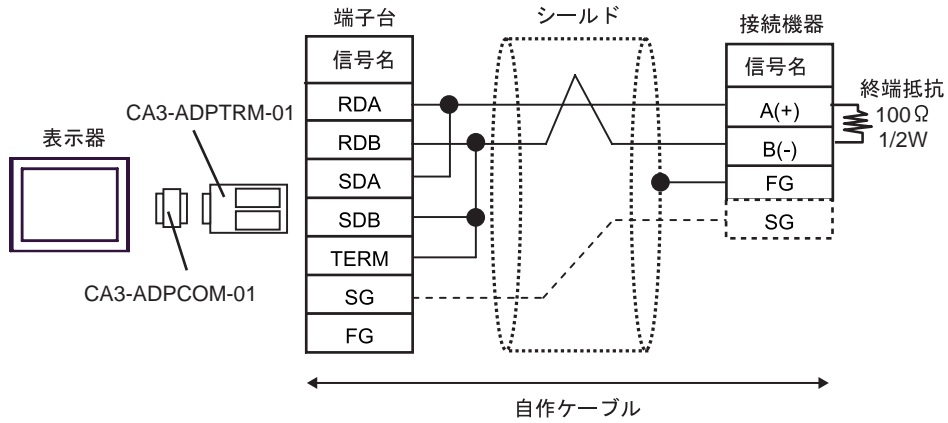 端子台
シールド
接続機器
信号名
信号名
RDA
RDB
SDA
SDB
TERM
SG
FG
A(+)
B(-)
FG
SG
終端抵抗
100Ω
1/2W
CA3-ADPTRM-01
表示器
CA3-ADPCOM-01
自作ケーブル